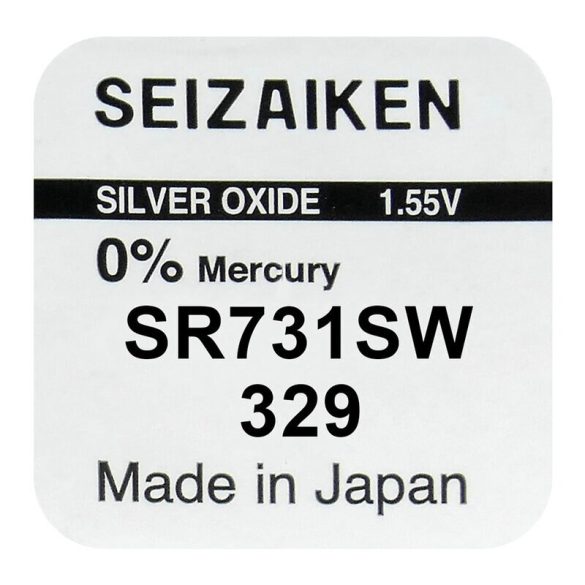 SEIZAIKEN
SILVER OXIDE 1.55V
0% Mercury
SR731SW
329
Made in Japan